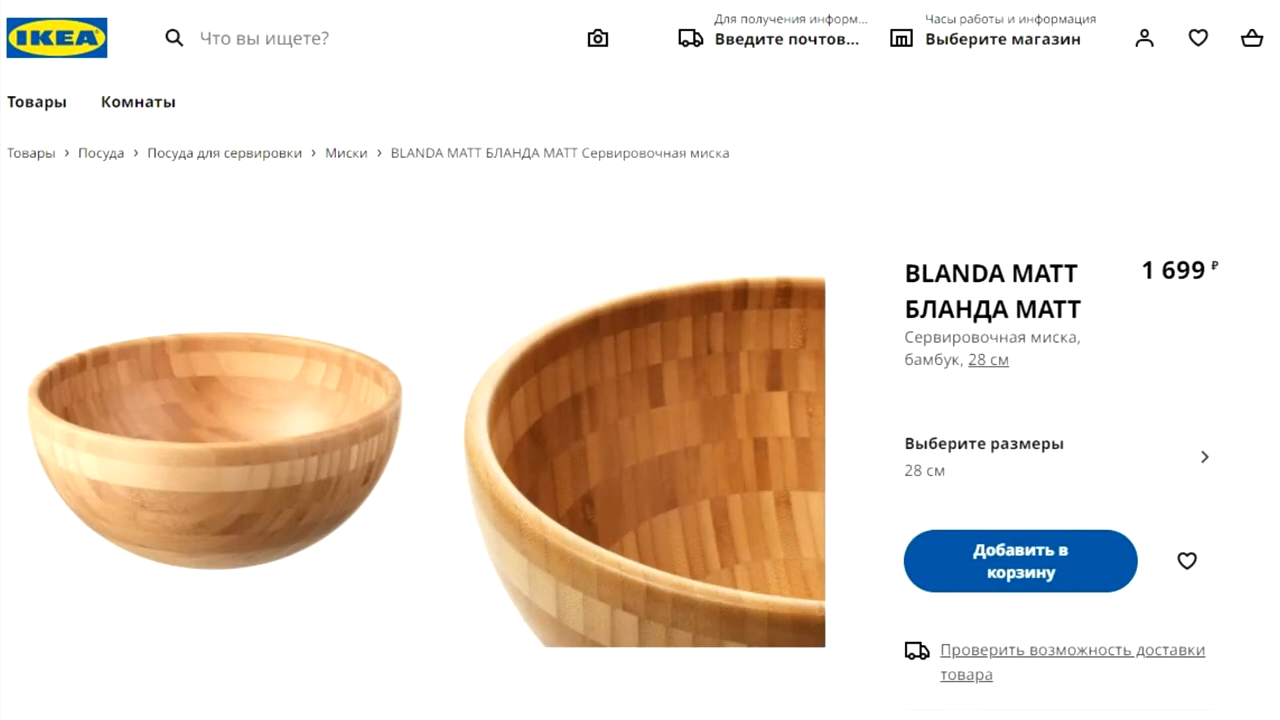 IKEA
Что вы ищете?
Для получения информ...
Введите почтов...
Часы работы и информация
Выберите магазин
Товары Комнаты
Товары › Посуда › Посуда для сервировки › Миски › BLANDA MATT БЛАНДА МАТТ Сервировочная миска
BLANDA MATT
БЛАНДА МАТТ
1 699 ₽
Сервировочная миска,
бамбук, 28 см
Выберите размеры
28 см
Добавить в
корзину
Проверить возможность доставки
товара